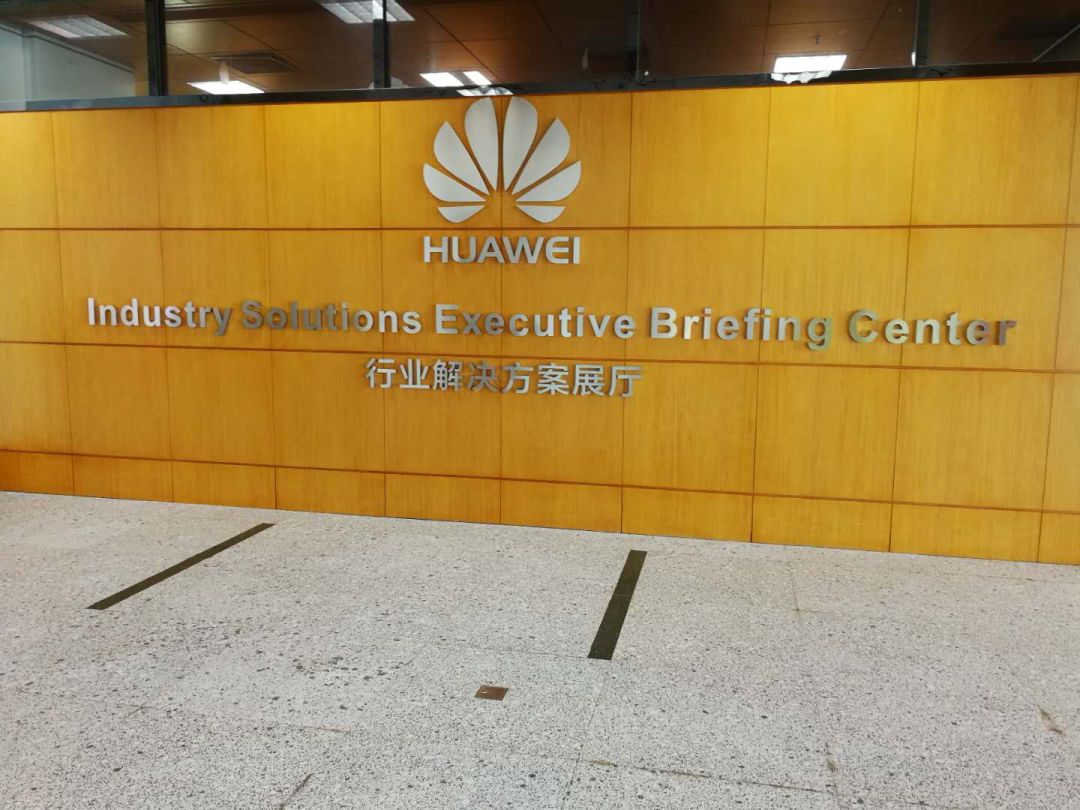 HUAWEI
Industry Solutions Executive Briefing Center
行业解决方案展厅